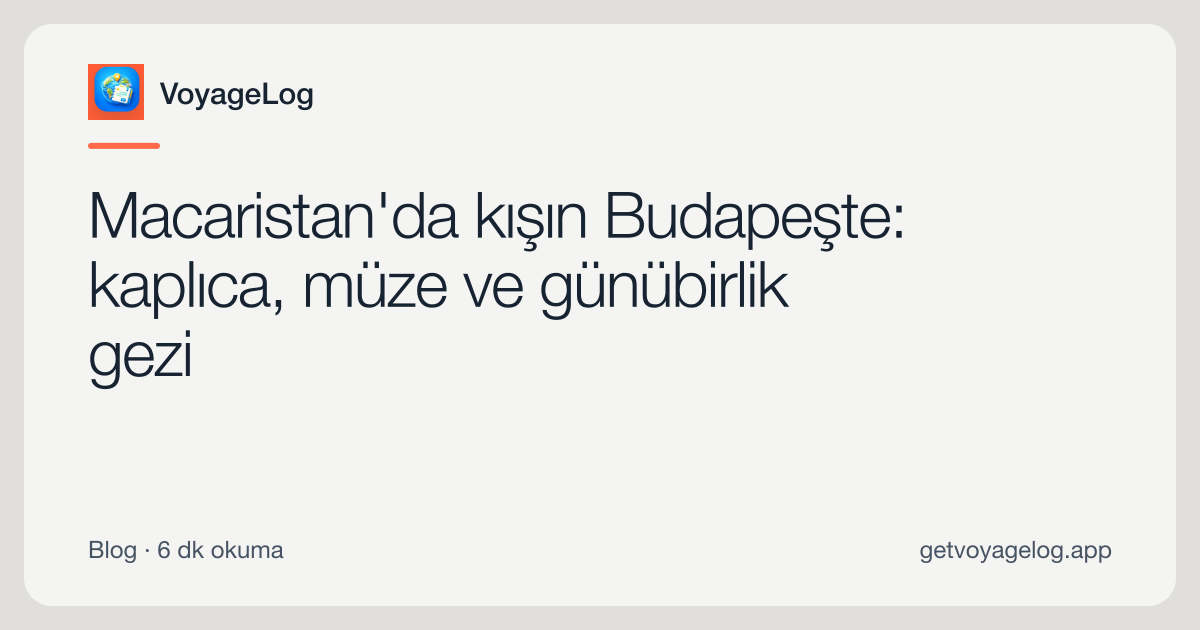 VoyageLog
Macaristan'da kışın Budapeşte:
kaplıca, müze ve günübirlik
gezi
Blog · 6 dk okuma
getvoyagelog.app